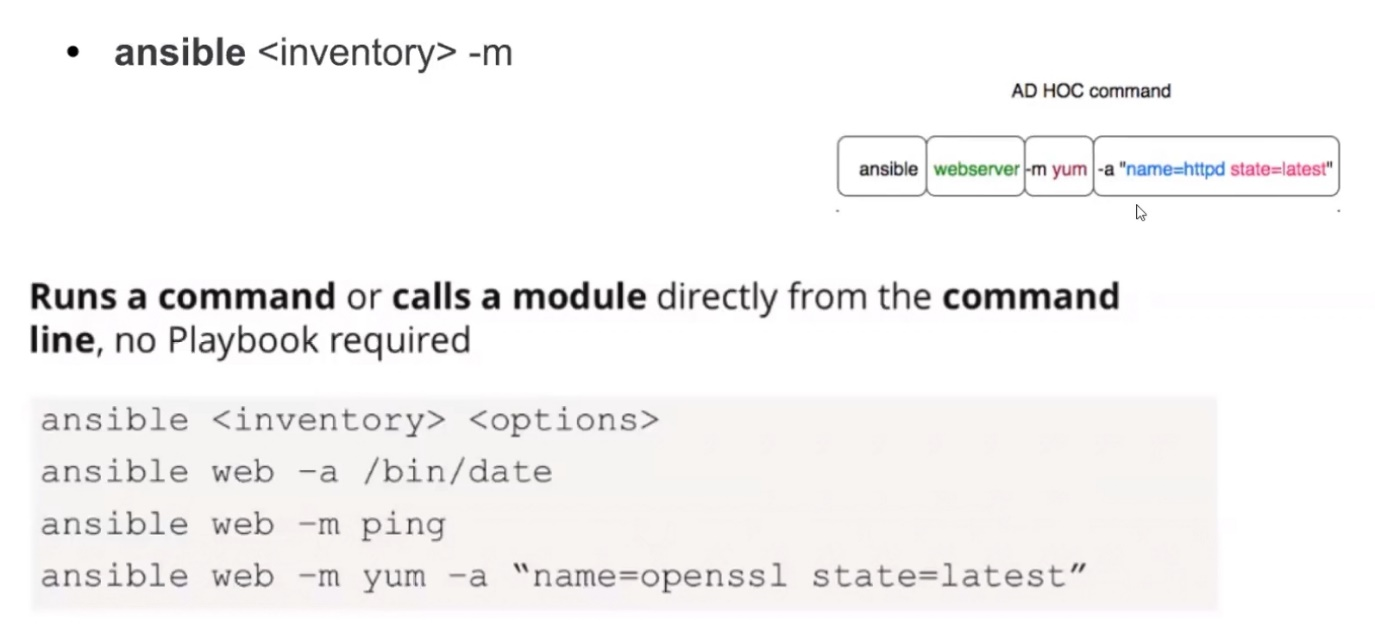 • ansible <inventory> -m
AD HOC command
ansible webserver -m yum -a "name=httpd state=latest"
Runs a command or calls a module directly from the command
line, no Playbook required
ansible <inventory> <options>
ansible web -a /bin/date
ansible web -m ping
ansible web -m yum -a “name=openssl state=latest”